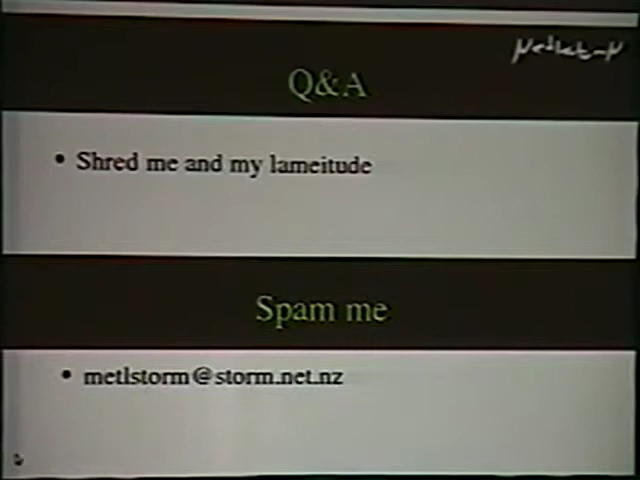 Q&A
• Shred me and my lameitude
Spam me
• metlstorm@storm.net.nz